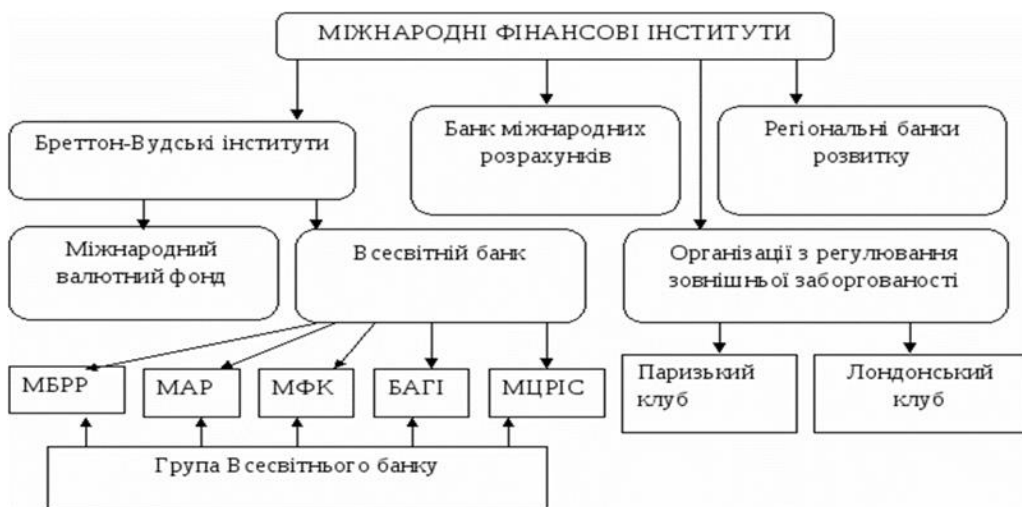 МІЖНАРОДНІ ФІНАНСОВІ ІНСТИТУТИ
Бреттон-Вудські інститути
Банк міжнародних
розрахунків
Регіональні банки
розвитку
Міжнародний
валютний фонд
Всесвітній банк
Організації з регулювання
зовнішньої заборгованості
МБРР
МАР
МФК
БАГІ
МЦРІС
Паризький
клуб
Лондонський
клуб
Група Всесвітнього банку